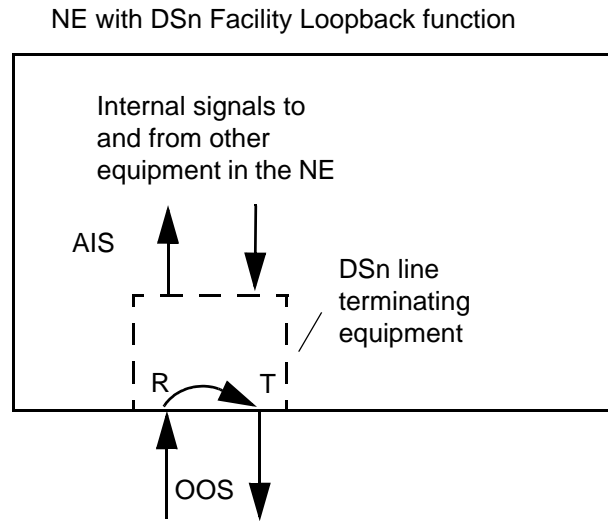 NE with DSn Facility Loopback function
Internal signals to
and from other
equipment in the NE
AIS
DSn line
terminating
equipment
R
T
OOS